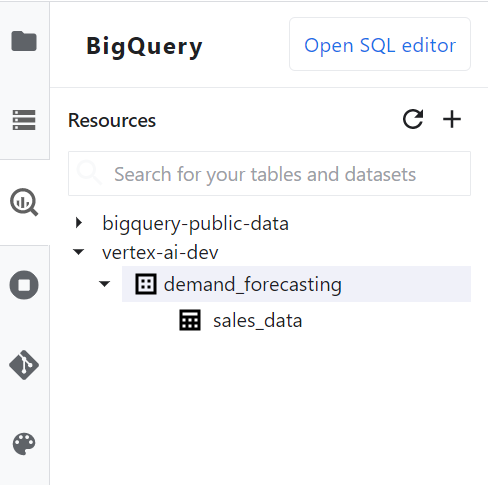 BigQuery
Open SQL editor
Resources
Search for your tables and datasets
bigquery-public-data
vertex-ai-dev
demand_forecasting
sales_data